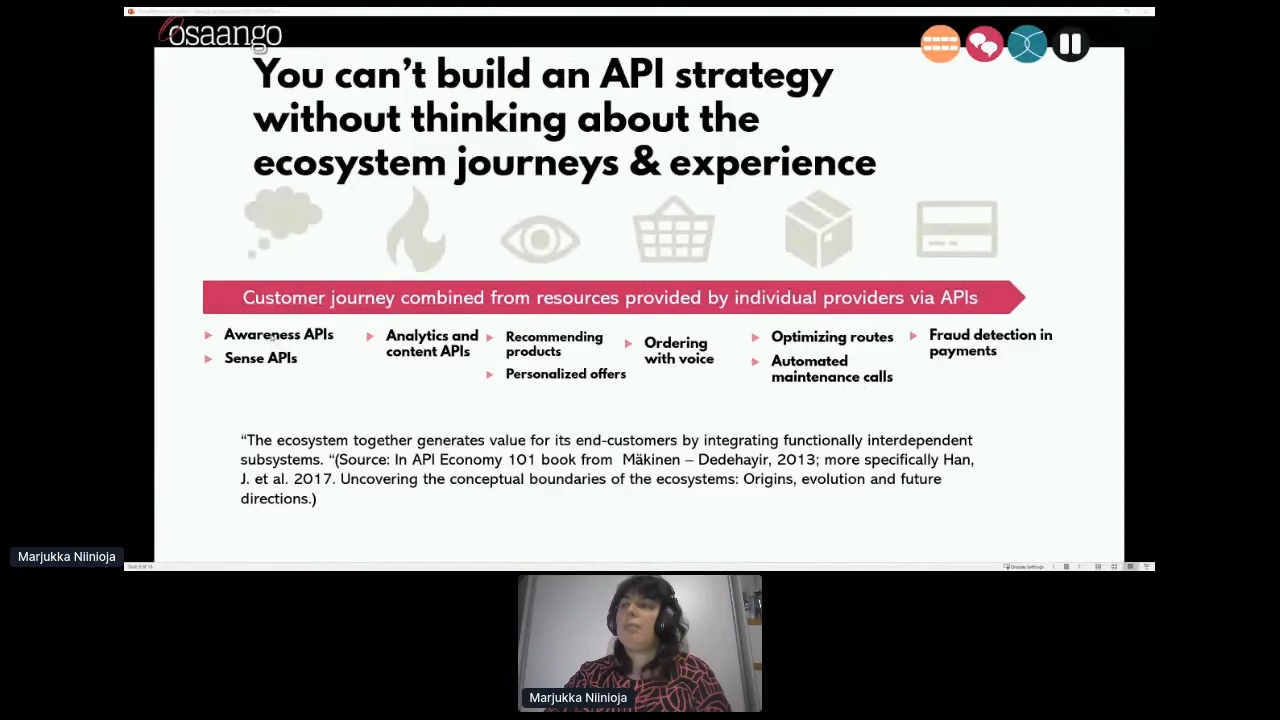 osaango
You can't build an API strategy
without thinking about the
ecosystem journeys & experience
Customer journey combined from resources provided by individual providers via APIs
Awareness APIs
Sense APIs
Analytics and
content APIs
Recommending
products
Personalized offers
Ordering
with voice
Optimizing routes
Automated
maintenance calls
Fraud detection in
payments
“The ecosystem together generates value for its end-customers by integrating functionally interdependent
subsystems. “(Source: In API Economy 101 book from  Mäkinen – Dedehayir, 2013; more specifically Han,
J. et al. 2017. Uncovering the conceptual boundaries of the ecosystems: Origins, evolution and future
directions.)
Marjukka Niinioja
Marjukka Niinioja